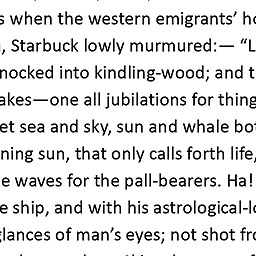 s when the western emigrants’ ho
, Starbuck lowly murmured:— “L
nocked into kindling-wood; and t
akes—one all jubilations for thing
et sea and sky, sun and whale bot
ning sun, that only calls forth life,
e waves for the pall-bearers. Ha!
e ship, and with his astrological-lo
glances of man’s eyes; not shot fro